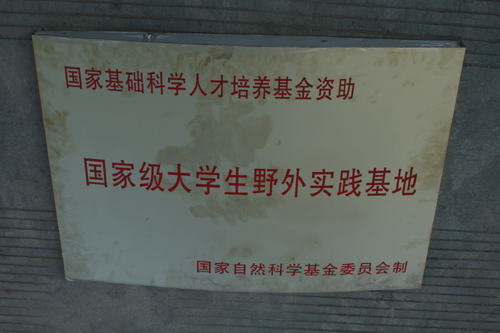 国家基础科学人才培养基金资助
国家级大学生野外实践基地
国家自然科学基金委员会制